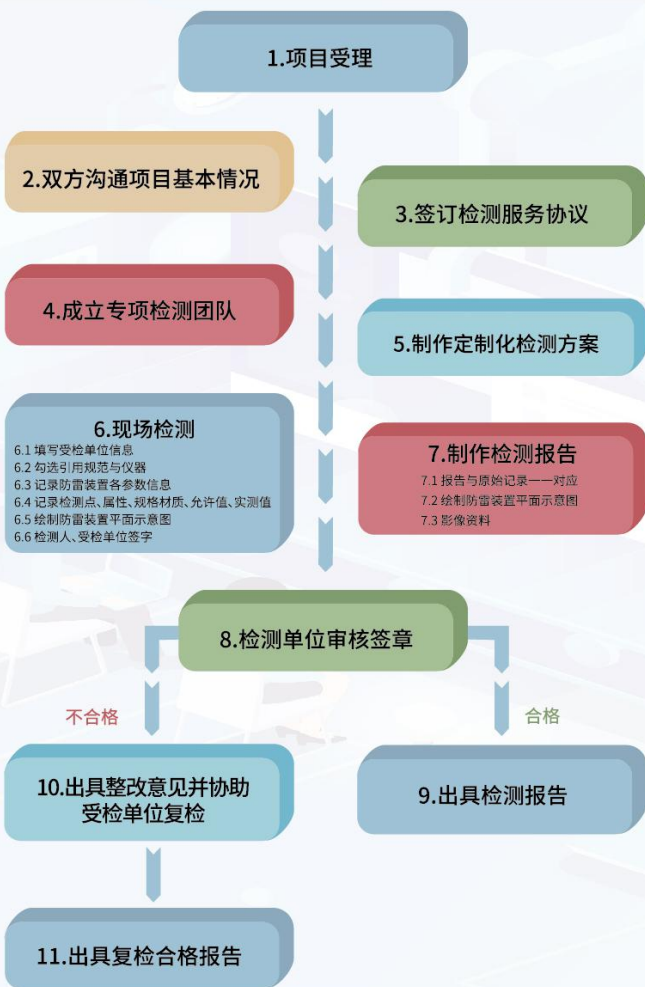 1.项目受理
2.双方沟通项目基本情况
3.签订检测服务协议
4.成立专项检测团队
5.制作定制化检测方案
6.现场检测
6.1 填写受检单位信息
6.2 勾选引用规范与仪器
6.3 记录防雷装置各参数信息
6.4 记录检测点、属性、规格材质、允许值、实测值
6.5 绘制防雷装置平面示意图
6.6 检测人、受检单位签字
7.制作检测报告
7.1 报告与原始记录一一对应
7.2 绘制防雷装置平面示意图
7.3 影像资料
8.检测单位审核签章
不合格
合格
10.出具整改意见并协助
受检单位复检
9.出具检测报告
11.出具复检合格报告